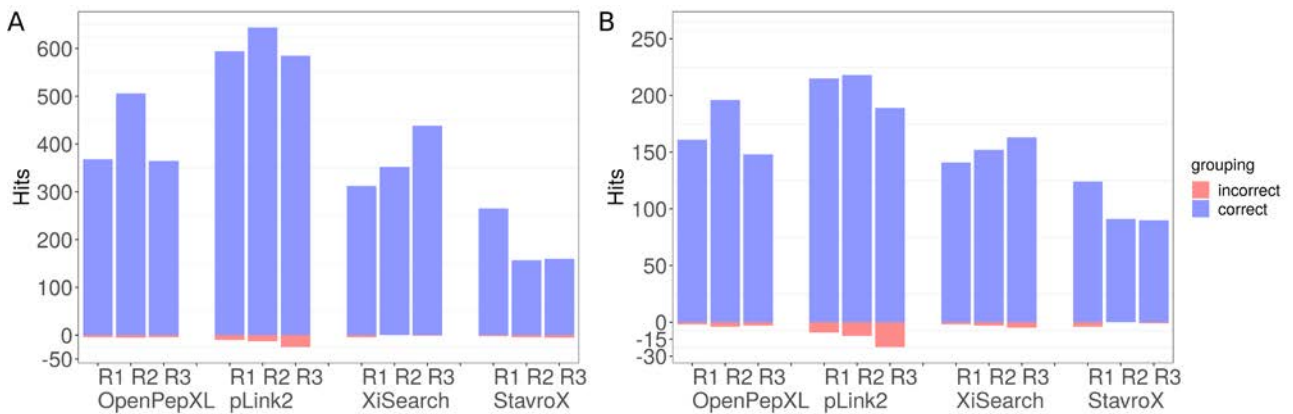 A
Hits
600
500
400
300
200
100
0
-50
R1 R2 R3 R1 R2 R3 R1 R2 R3 R1 R2 R3
OpenPepXL pLink2 XiSearch StavroX
B
Hits
250
200
150
100
50
0
-15
-30
R1 R2 R3 R1 R2 R3 R1 R2 R3 R1 R2 R3
OpenPepXL pLink2 XiSearch StavroX
grouping
incorrect
correct